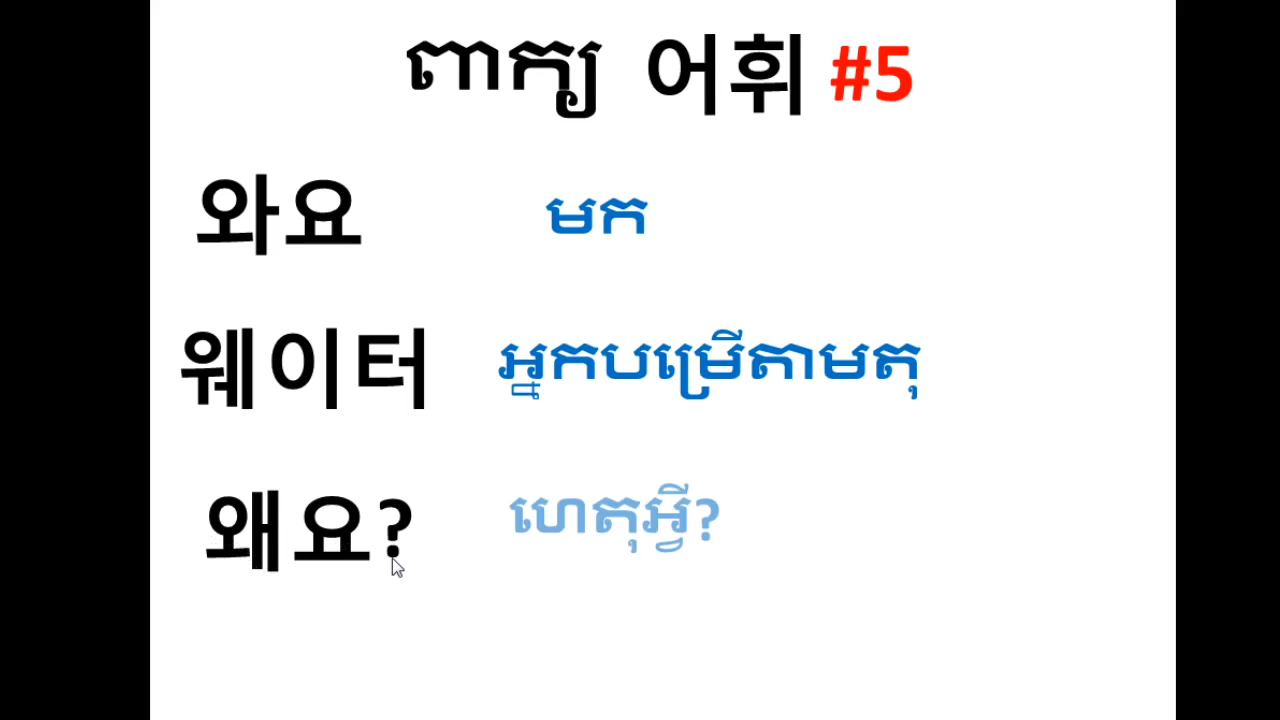 ពាក្យ 어휘 #5
와요 មក
웨이터 អ្នកបម្រើតាមតុ
왜요? ហេតុអ្វី?